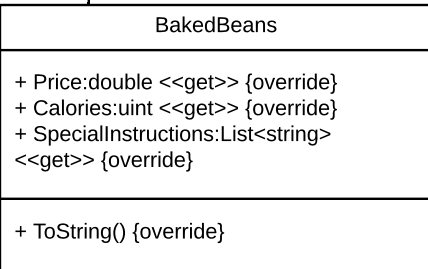 BakedBeans
+ Price:double <<get>> {override}
+ Calories:uint <<get>> {override}
+ SpecialInstructions:List<string>
<<get>> {override}
+ ToString() {override}